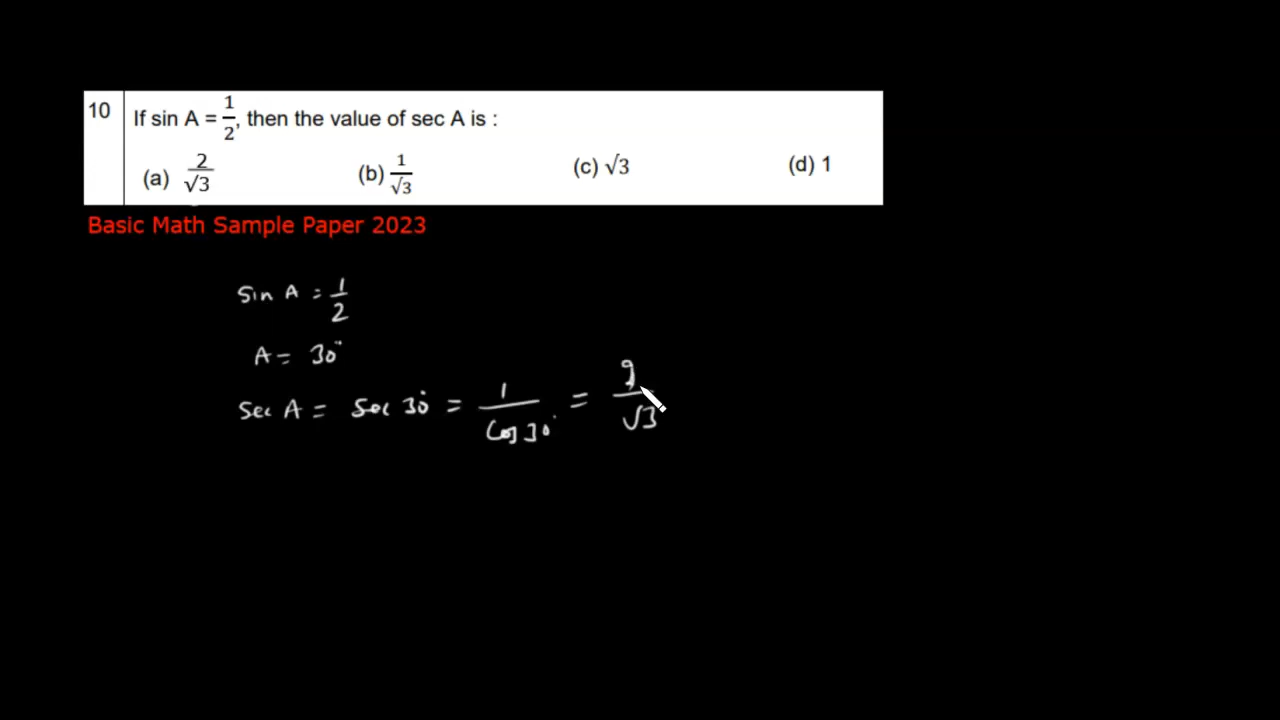 10 If sin A = 1/2, then the value of sec A is :
(a) 2/√3 (b) 1/√3 (c) √3 (d) 1
Basic Math Sample Paper 2023
Sin A = 1/2
A = 30°
Sec A = Sec 30° = 1/Cos 30° = 2/√3